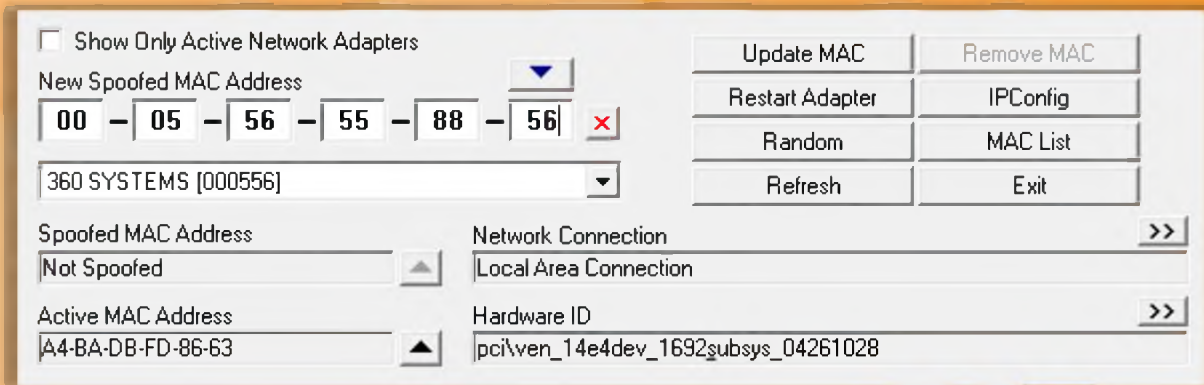 Show Only Active Network Adapters
New Spoofed MAC Address
00 – 05 – 56 – 55 – 88 – 56 ×
360 SYSTEMS [000556]
Update MAC Remove MAC
Restart Adapter IPConfig
Random MAC List
Refresh Exit
Spoofed MAC Address
Not Spoofed
Network Connection >>
Local Area Connection
Active MAC Address
A4-BA-DB-FD-86-63
Hardware ID >>
pci\ven_14e4dev_1692subsys_04261028